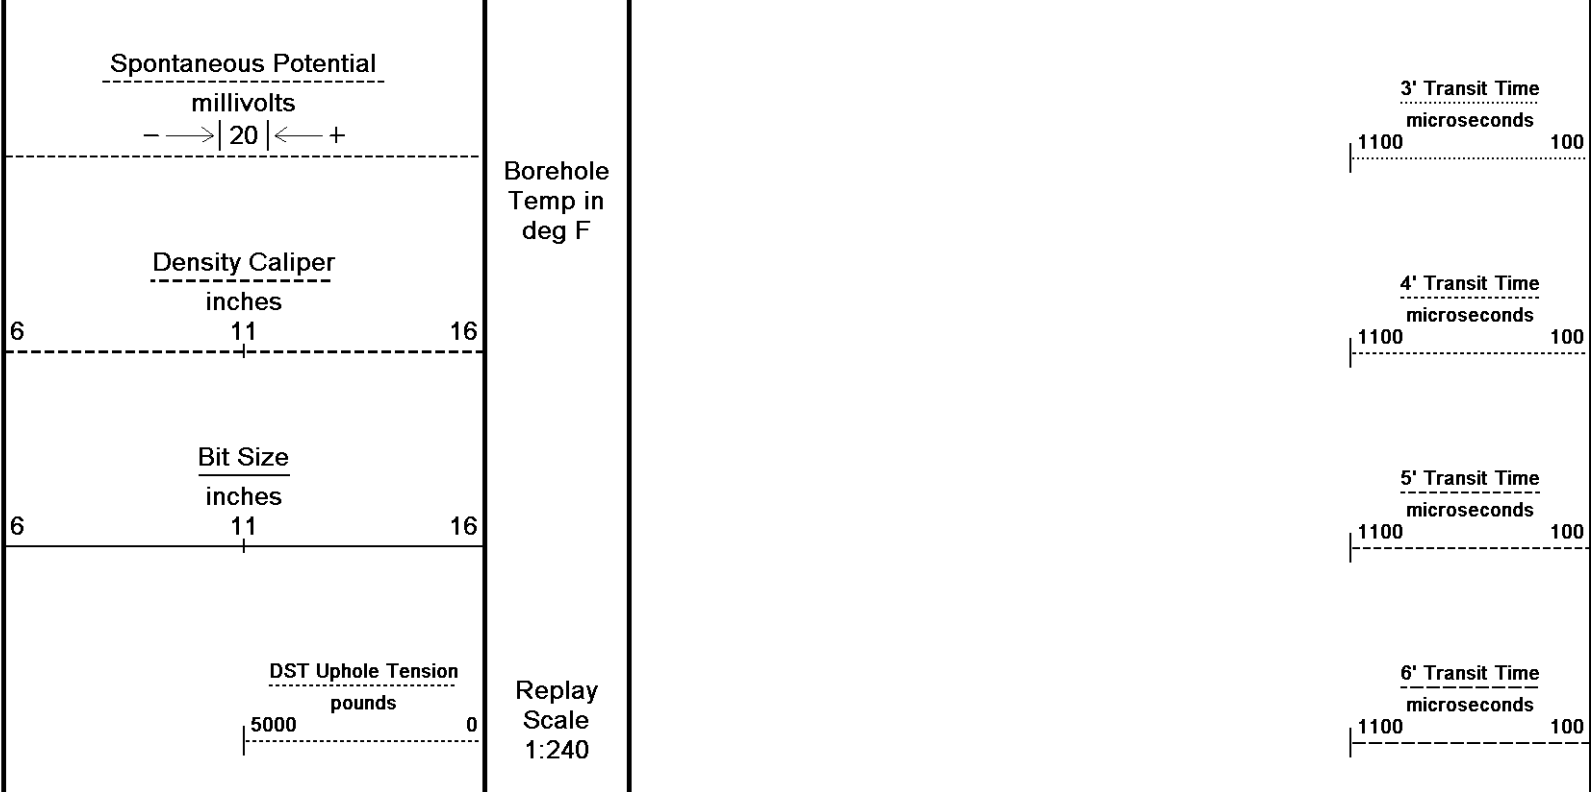 Spontaneous Potential
millivolts
− 20 +
Density Caliper
inches
6 11 16
Bit Size
inches
6 11 16
DST Uphole Tension
pounds
5000 0
Borehole
Temp in
deg F
Replay
Scale
1:240
3' Transit Time
microseconds
1100 100
4' Transit Time
microseconds
1100 100
5' Transit Time
microseconds
1100 100
6' Transit Time
microseconds
1100 100